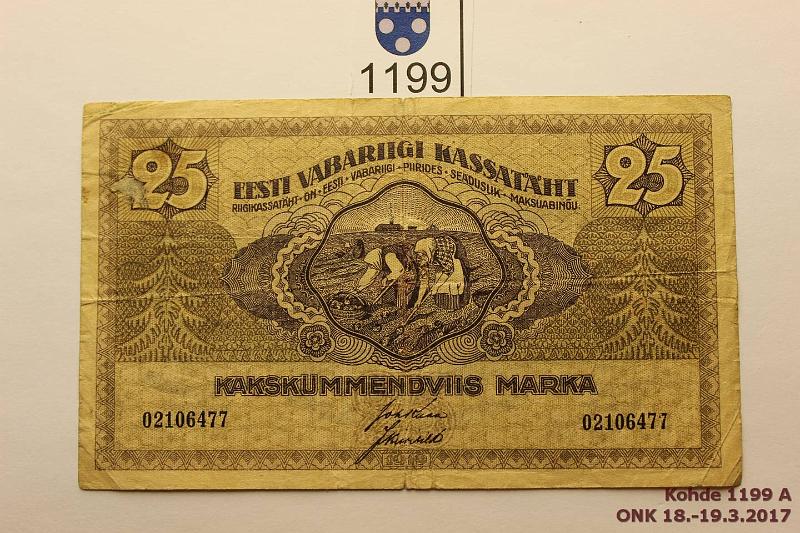 1199
25 25
EESTI VABARIIGI KASSATÄHT
RIIGIKASSATÄHT·ON·EESTI·VABARIIGI·PIIRIDES·SEADUSLIK·MAKSUABINÕU
KAKSKÜMMENDVIIS MARKA
02106477 02106477
1919
Kohde 1199 A
ONK 18.-19.3.2017